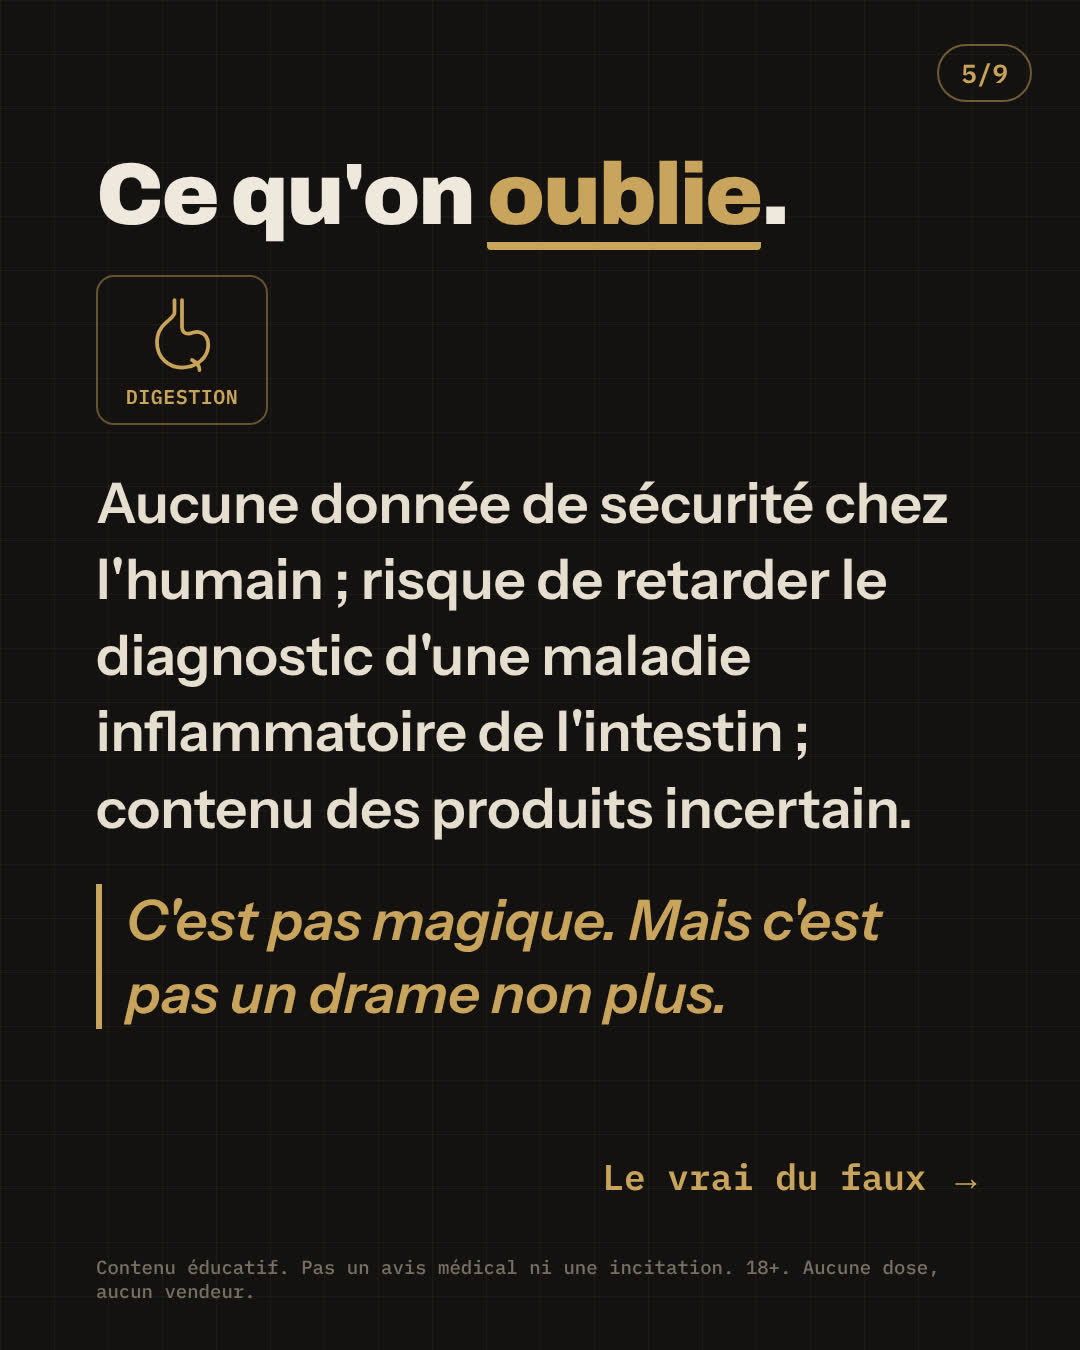 5/9
Ce qu'on oublie.
DIGESTION
Aucune donnée de sécurité chez
l'humain ; risque de retarder le
diagnostic d'une maladie
inflammatoire de l'intestin ;
contenu des produits incertain.
C'est pas magique. Mais c'est
pas un drame non plus.
Le vrai du faux →
Contenu éducatif. Pas un avis médical ni une incitation. 18+. Aucune dose,
aucun vendeur.